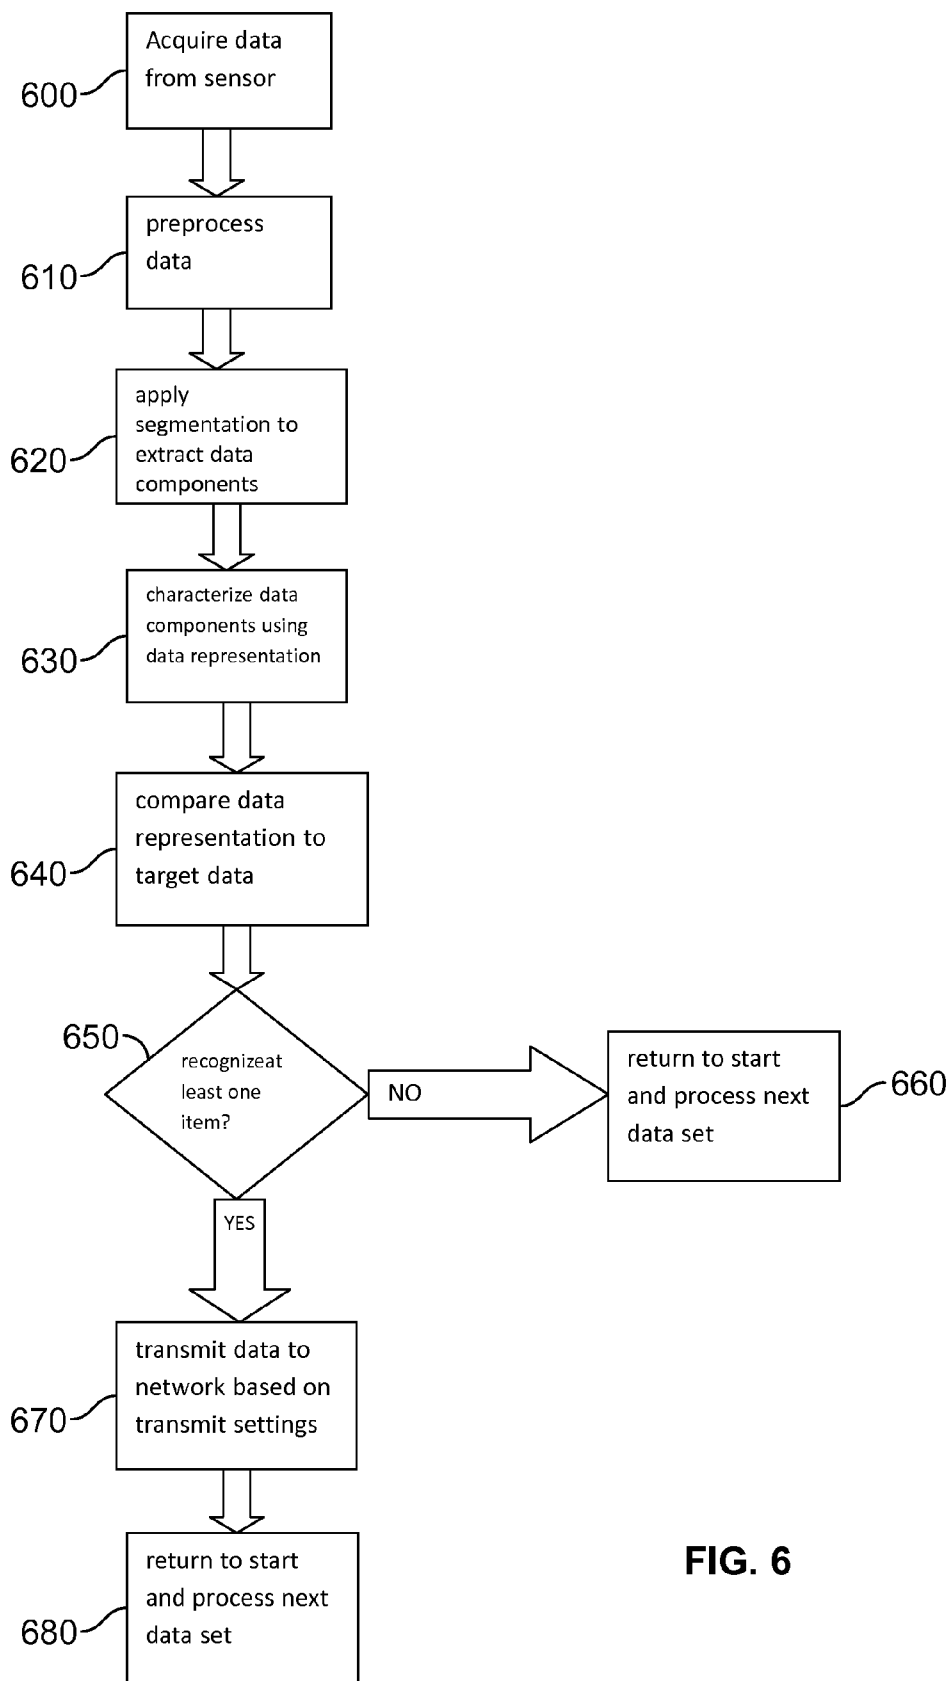 Acquire data
from sensor
600
preprocess
data
610
apply
segmentation to
extract data
components
620
characterize data
components using
data representation
630
compare data
representation to
target data
640
650
recognizeat
least one
item?
NO
return to start
and process next
data set
660
YES
transmit data to
network based on
transmit settings
670
return to start
and process next
data set
680
FIG. 6